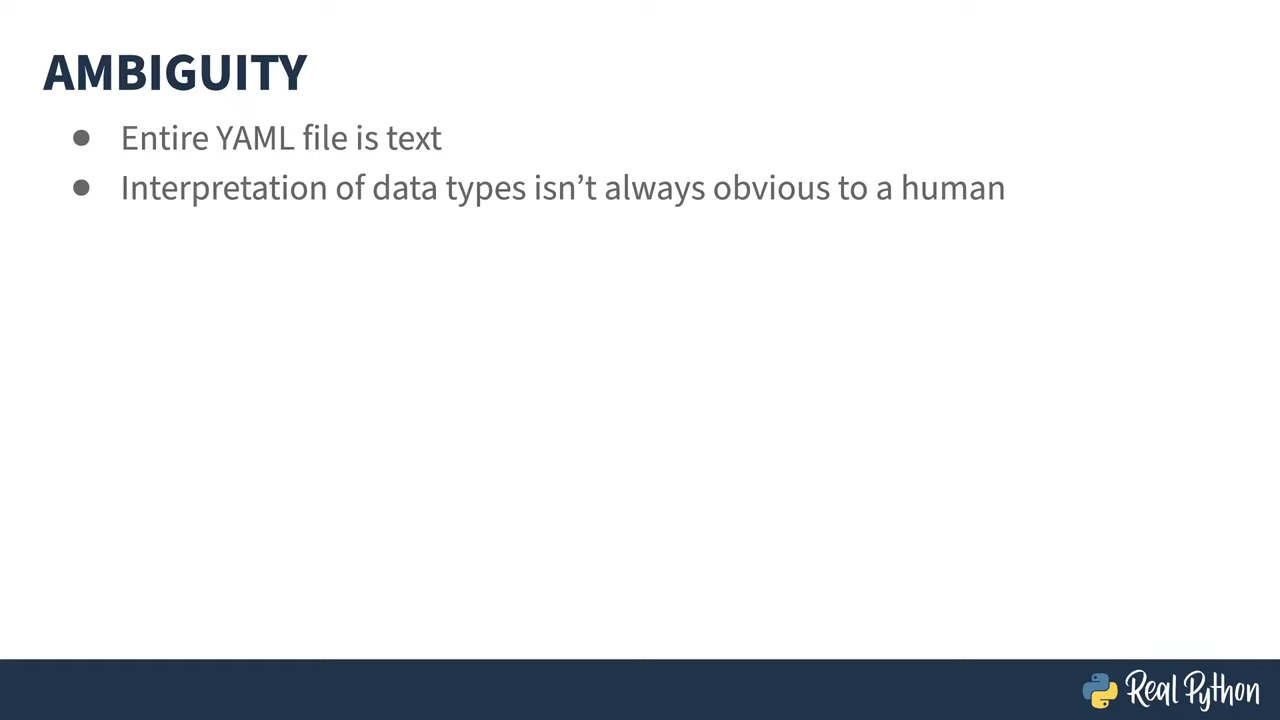 AMBIGUITY
● Entire YAML file is text
● Interpretation of data types isn’t always obvious to a human
Real Python